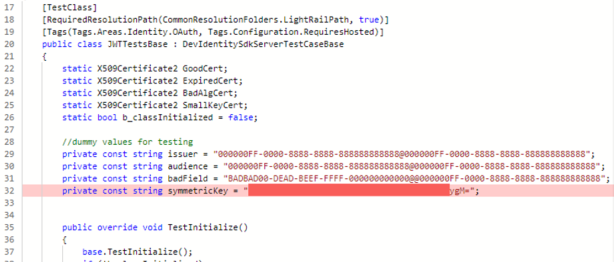 17 [TestClass]
18 [RequiredResolutionPath(CommonResolutionFolders.LightRailPath, true)]
19 [Tags(Tags.Areas.Identity.OAuth, Tags.Configuration.RequiresHosted)]
20 public class JWTTestsBase : DevIdentitySdkServerTestCaseBase
21 {
22 static X509Certificate2 GoodCert;
23 static X509Certificate2 ExpiredCert;
24 static X509Certificate2 BadAlgCert;
25 static X509Certificate2 SmallKeyCert;
26 static bool b_classInitialized = false;
27
28 //dummy values for testing
29 private const string issuer = "000000FF-0000-8888-8888-888888888888@000000FF-0000-8888-8888-888888888888";
30 private const string audience = "000000FF-0000-8888-8888-888888888888@000000FF-0000-8888-8888-888888888888";
31 private const string badField = "BADBAD00-DEAD-BEEF-FFFF-000000000000@@000000FF-0000-8888-8888-888888888888";
32 private const string symmetricKey = " ygM=";
33
34
35 public override void TestInitialize()
36 {
37 base.TestInitialize();